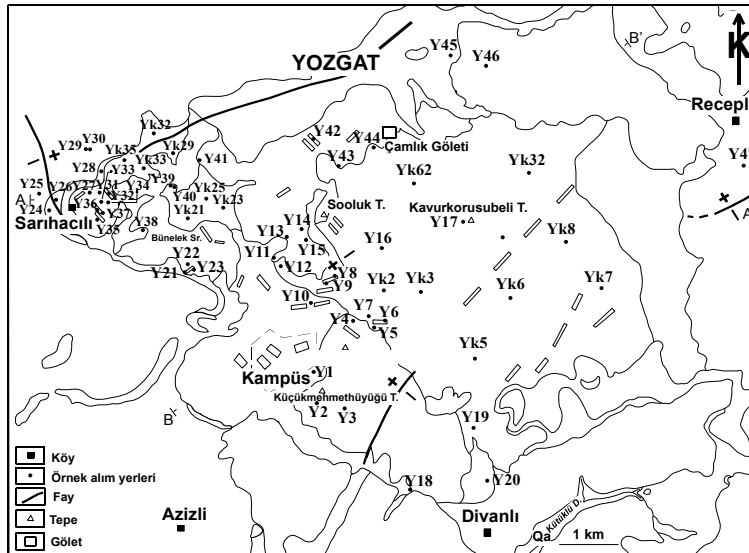 Y45
Y46
B'
K
YOZGAT
Recepl
Yk32
Y42
Y44
Çamlık Göleti
Y29
Y30
Yk35
Yk29
Y41
Y43
Y28
Y33
Yk33
Yk62
Yk32
Y25
Y26
Y27
Y31
Y34
Y39
Y40
Yk25
Sooluk T.
Kavurkorusubeli T.
A
Y24
Y36
Y32
Y37
Yk21
Yk23
Y14
Y17
A
Sarıhacılı
Y35
Y38
Bünelek Sr.
Y13
Y15
Y16
Yk8
Y22
Y21
Y23
Y11
Y12
Y8
Y9
Yk2
Yk3
Yk6
Yk7
Y10
Y4
Y7
Y6
Y5
Yk5
Kampüs
Y1
Küçükmehmethüyüğü T.
B
Y2
Y3
Y19
Köy
Örnek alım yerleri
Fay
Tepe
Gölet
Y18
Y20
Azizli
Divanlı
Kütüklü D.
Qa
1 km